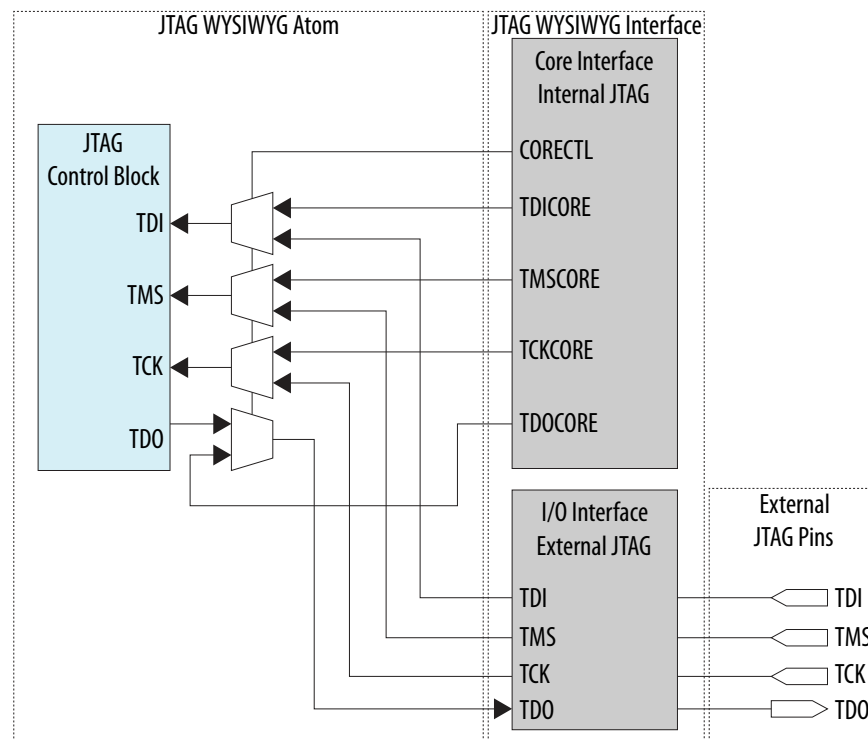 JTAG WYSIWYG Atom
JTAG WYSIWYG Interface
Core Interface
Internal JTAG
JTAG
Control Block
CORECTL
TDI
TDICORE
TMS
TMSCORE
TCK
TCKCORE
TDO
TDOCORE
I/O Interface
External JTAG
External
JTAG Pins
TDI
TDI
TMS
TMS
TCK
TCK
TDO
TDO